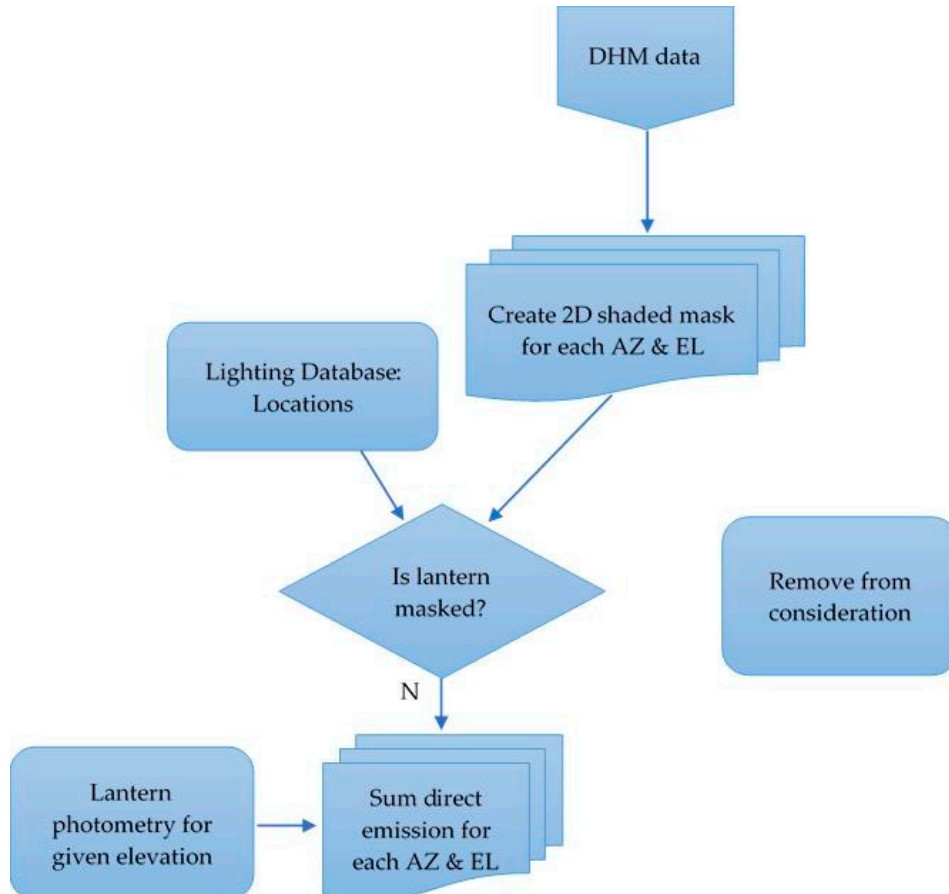 DHM data
Create 2D shaded mask
for each AZ & EL
Lighting Database:
Locations
Is lantern
masked?
Remove from
consideration
N
Lantern
photometry for
given elevation
Sum direct
emission for
each AZ & EL